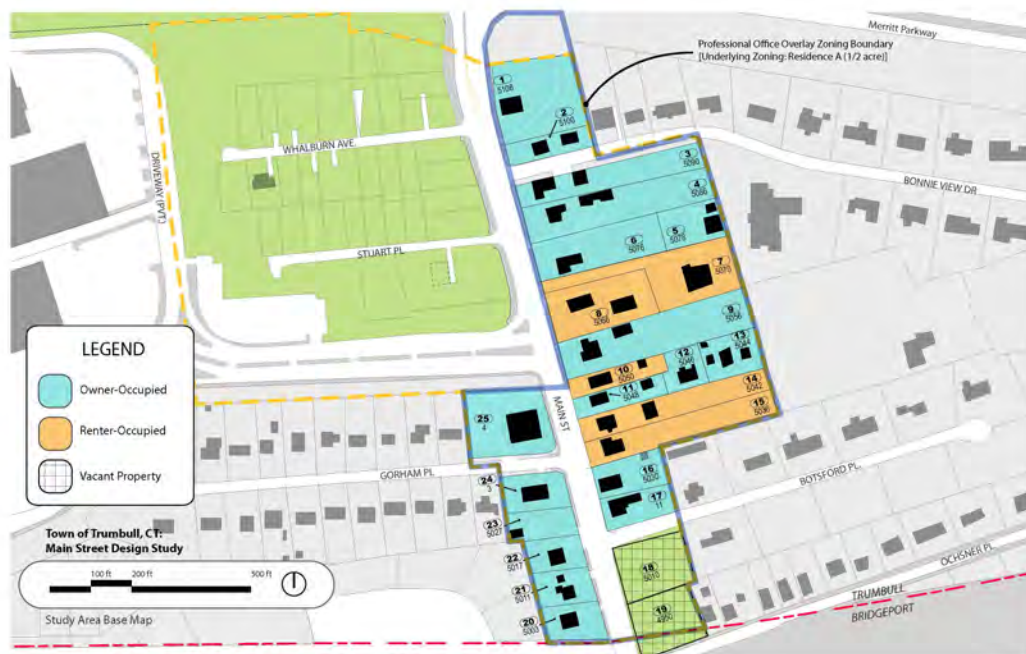 Merritt Parkway
Professional Office Overlay Zoning Boundary
[Underlying Zoning: Residence A (1/2 acre)]
1
5106
2
5100
WHALBURN AVE.
DRIVEWAY (PVT.)
BONNIE VIEW DR
3
5090
4
5086
5
5078
6
5076
STUART PL
7
5070
8
5066
9
5056
10
5050
11
5048
12
5046
13
5044
14
5042
15
5036
16
5030
17
11
18
5010
19
4990
MAIN ST
25
4
GORHAM PL
24
3
23
5027
22
5017
21
5011
20
5003
BOTSFORD PL.
OCHSNER PL
TRUMBULL
BRIDGEPORT
LEGEND
Owner-Occupied
Renter-Occupied
Vacant Property
Town of Trumbull, CT:
Main Street Design Study
100 ft
200 ft
500 ft
Study Area Base Map